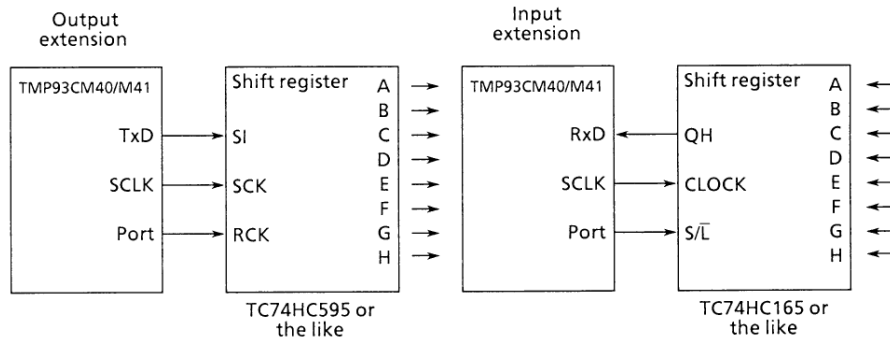 Output
extension
TMP93CM40/M41
TxD
SCLK
Port
Shift register
SI
SCK
RCK
A
B
C
D
E
F
G
H
TC74HC595 or
the like
Input
extension
TMP93CM40/M41
RxD
SCLK
Port
Shift register
QH
CLOCK
S/L̅
A
B
C
D
E
F
G
H
TC74HC165 or
the like